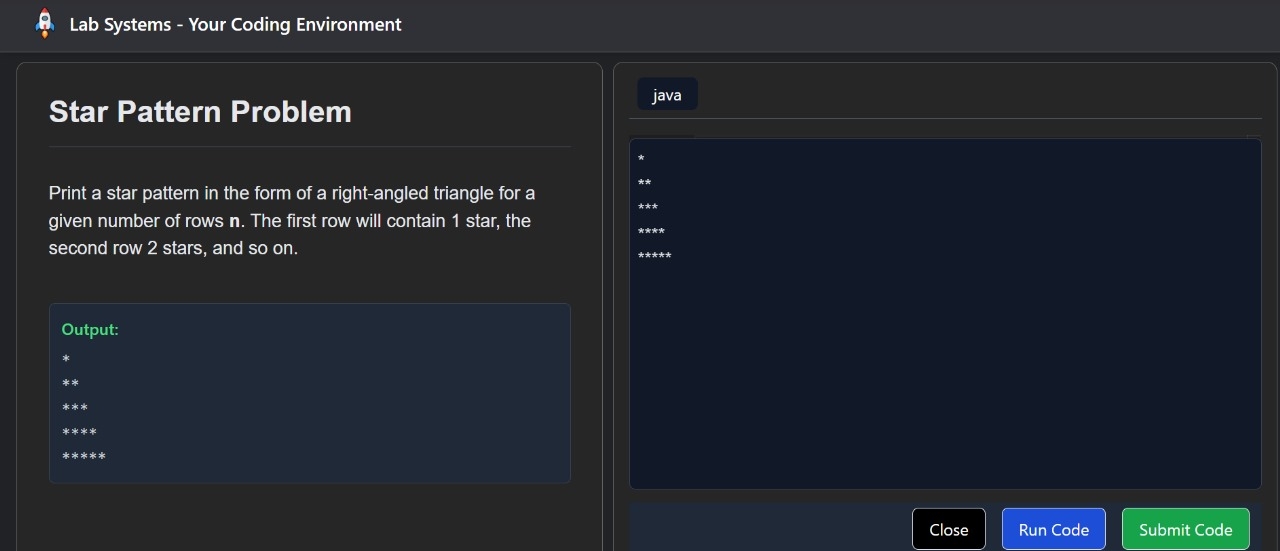 Lab Systems - Your Coding Environment
Star Pattern Problem
Print a star pattern in the form of a right-angled triangle for a
given number of rows n. The first row will contain 1 star, the
second row 2 stars, and so on.
Output:
*
**
***
****
*****
java
*
**
***
****
*****
Close
Run Code
Submit Code